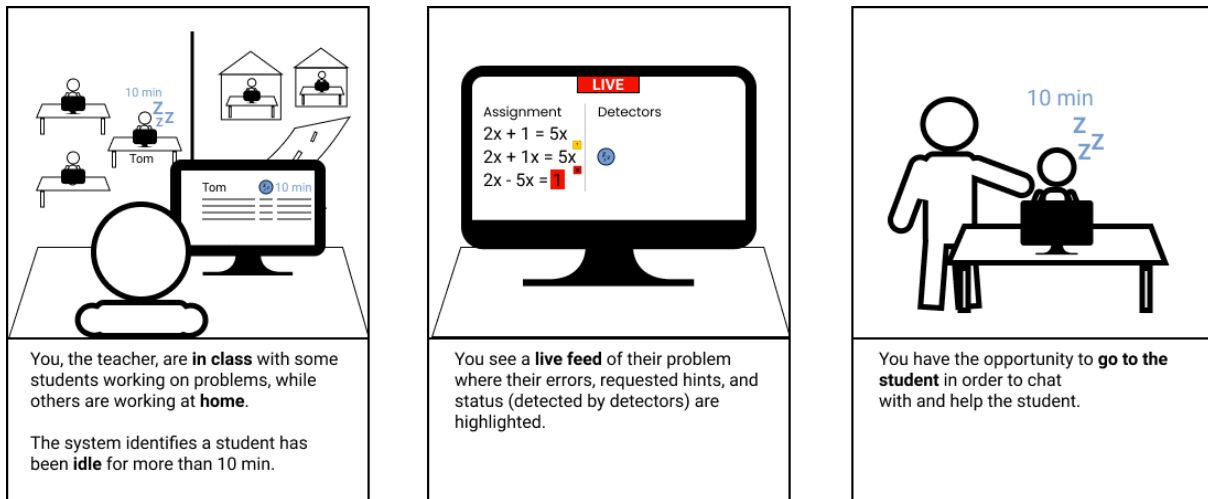 10 min
Z
Z
Z
Tom
Tom
10 min
You, the teacher, are in class with some
students working on problems, while
others are working at home.
The system identifies a student has
been idle for more than 10 min.
LIVE
Assignment
Detectors
2x + 1 = 5x
2x + 1x = 5x
2x - 5x = 1
You see a live feed of their problem
where their errors, requested hints, and
status (detected by detectors) are
highlighted.
10 min
Z
Z
Z
You have the opportunity to go to the
student in order to chat
with and help the student.